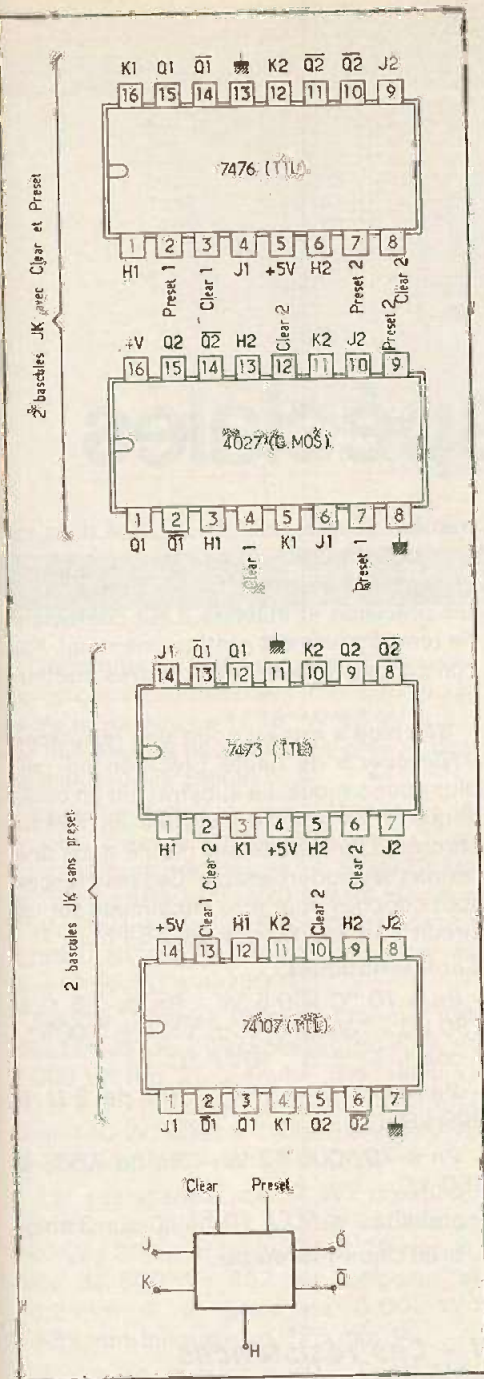 2 bascules JK avec Clear et Preset
K1 Q1 Q̅1 K2 Q̅2 Q̅2 J2
16 15 14 13 12 11 10 9
7476 (TTL)
1 2 3 4 5 6 7 8
H1 Preset 1 Clear 1 J1 +5V H2 Preset 2 Clear 2
+V Q2 Q̅2 H2 Clear 2 K2 J2 Preset 2
16 15 14 13 12 11 10 9
4027 (C.MOS)
1 2 3 4 5 6 7 8
Q1 Q̅1 H1 Clear 1 K1 J1 Preset 1
2 bascules JK sans preset
J1 Q̅1 Q1 K2 Q2 Q̅2
14 13 12 11 10 9 8
7473 (TTL)
1 2 3 4 5 6 7
H1 Clear 2 K1 +5V H2 Clear 2 J2
+5V Clear 1 H1 K2 Clear 2 H2 J2
14 13 12 11 10 9 8
74107 (TTL)
1 2 3 4 5 6 7
J1 Q̅1 Q1 K1 Q2 Q̅2
Clear Preset
J Q
K Q̅
H